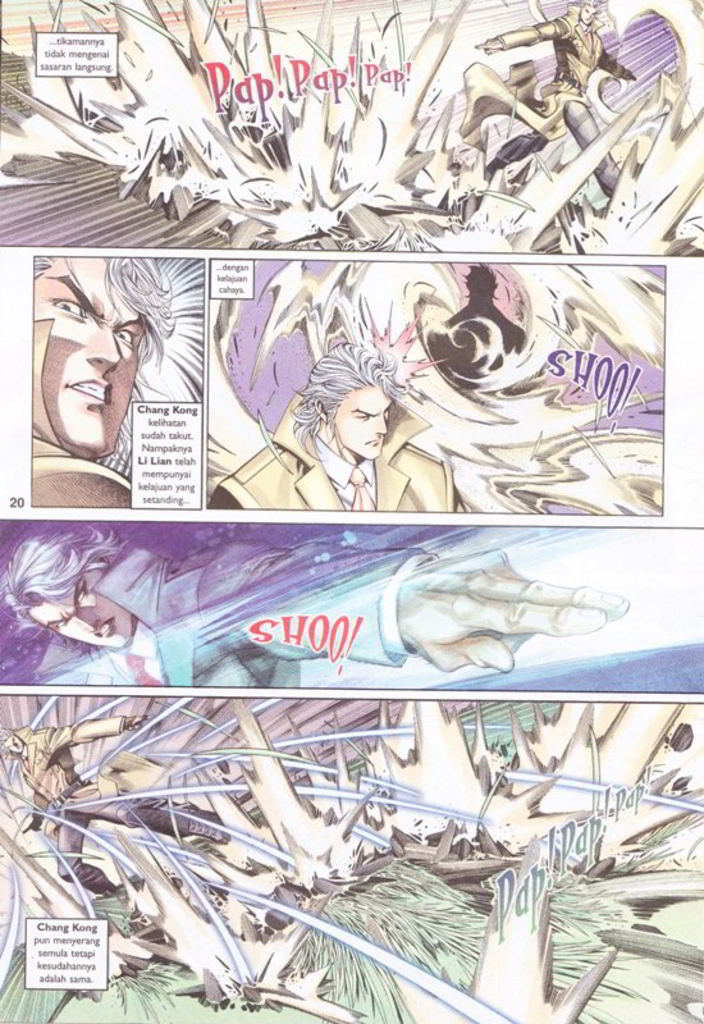 ...tikamannya
tidak mengenai
sasaran langsung.
Pap! Pap! Pap!
Chang Kong
kelihatan
sudah takut.
Nampaknya
Li Lian telah
mempunyai
kelajuan yang
setanding...
...dengan
kelajuan
cahaya.
SHOO!
20
SHOO!
Pap! Pap! Pap!
Chang Kong
pun menyerang
semula tetapi
kesudahannya
adalah sama.